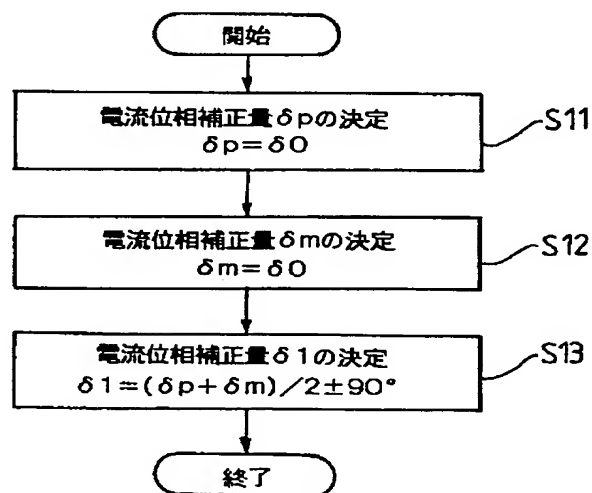 開始
電流位相補正量δpの決定
δp=δ0
S11
電流位相補正量δmの決定
δm=δ0
S12
電流位相補正量δ1の決定
δ1=(δp+δm)/2±90°
S13
終了